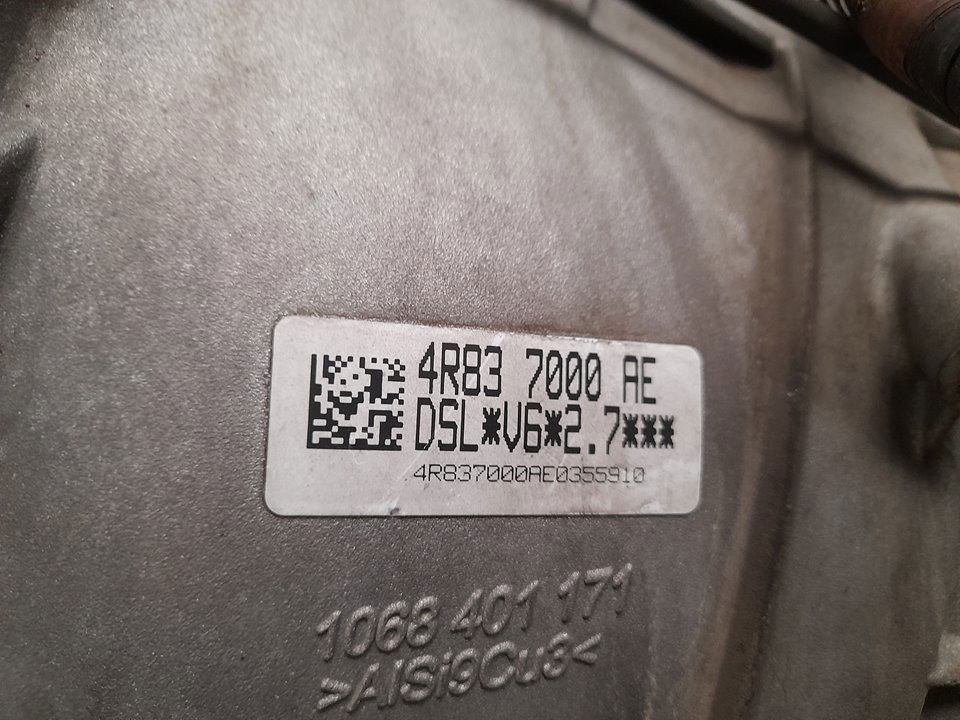 4R83 7000 AE
DSL*V6*2.7***
4R837000AE0355910
1068 401 171
>AlSi9Cu3<